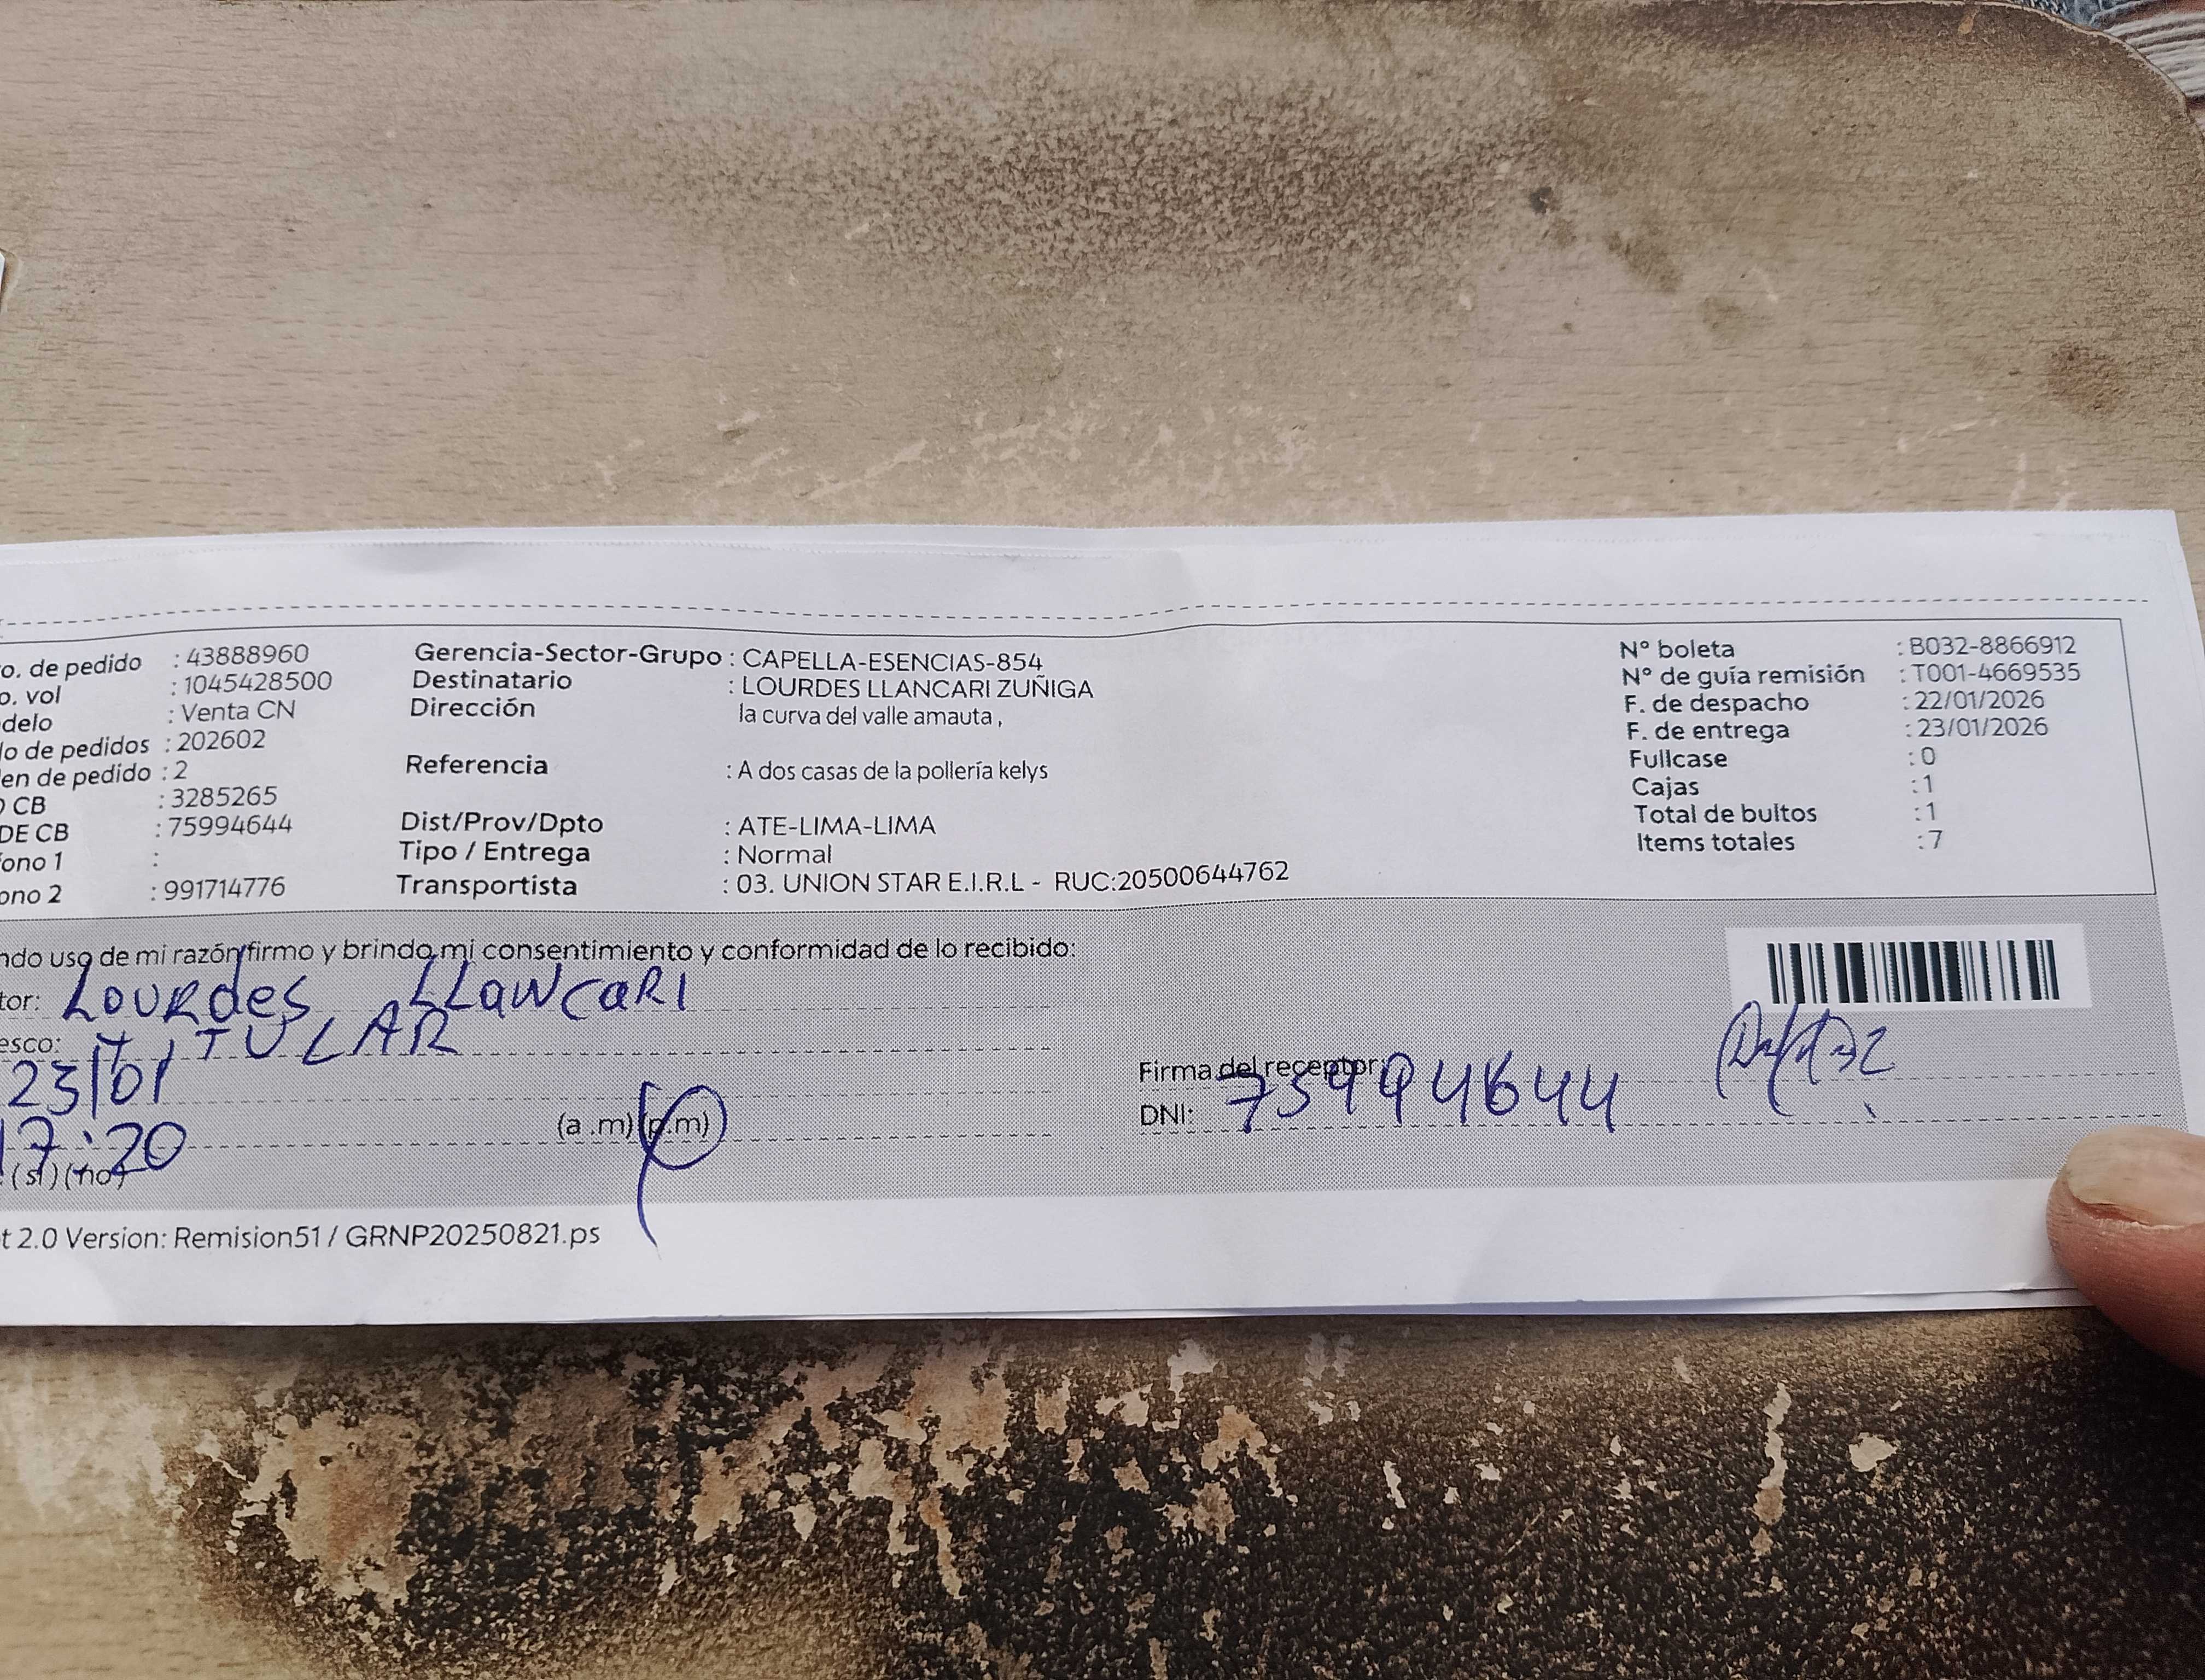 o. de pedido : 43888960
o. vol : 1045428500
delo : Venta CN
o de pedidos : 202602
en de pedido : 2
O CB : 3285265
DE CB : 75994644
ono 1 :
ono 2 : 991714776
Gerencia-Sector-Grupo : CAPELLA-ESENCIAS-854
Destinatario : LOURDES LLANCARI ZUÑIGA
Dirección la curva del valle amauta ,
Referencia : A dos casas de la pollería kelys
Dist/Prov/Dpto : ATE-LIMA-LIMA
Tipo / Entrega : Normal
Transportista : 03. UNION STAR E.I.R.L - RUC:20500644762
N° boleta : B032-8866912
N° de guía remisión : T001-4669535
F. de despacho : 22/01/2026
F. de entrega : 23/01/2026
Fullcase : 0
Cajas : 1
Total de bultos : 1
Items totales : 7
ndo uso de mi razón firmo y brindo mi consentimiento y conformidad de lo recibido:
tor: Lourdes LLANCARI
esco: TITULAR
23/01
17:20 (a .m) (p.m)
(si) (no)
Firma del receptor:
DNI: 75994644
t 2.0 Version: Remision51 / GRNP20250821.ps